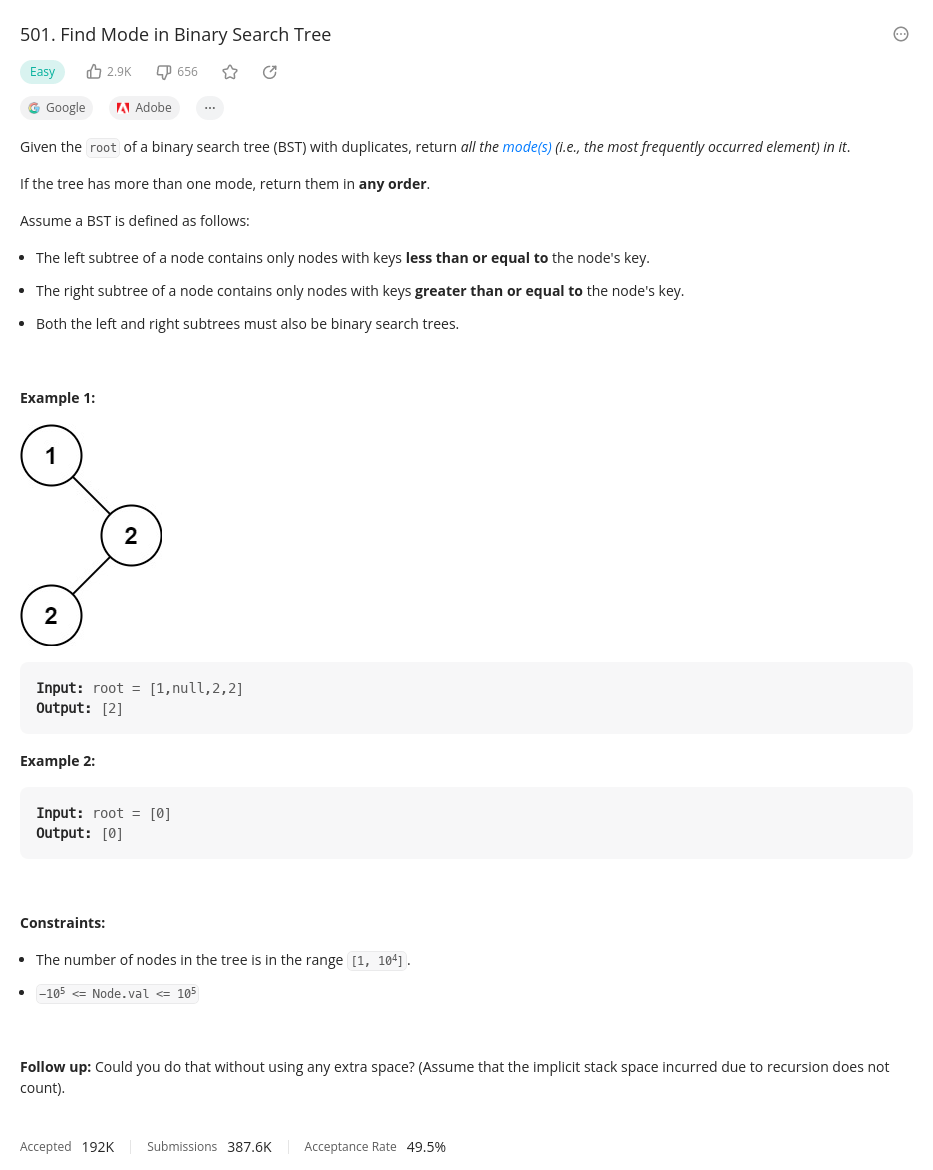 501. Find Mode in Binary Search Tree
Easy 2.9K 656
Google Adobe ...
Given the root of a binary search tree (BST) with duplicates, return all the mode(s) (i.e., the most frequently occurred element) in it.
If the tree has more than one mode, return them in any order.
Assume a BST is defined as follows:
• The left subtree of a node contains only nodes with keys less than or equal to the node's key.
• The right subtree of a node contains only nodes with keys greater than or equal to the node's key.
• Both the left and right subtrees must also be binary search trees.
Example 1:
1
2
2
Input: root = [1,null,2,2]
Output: [2]
Example 2:
Input: root = [0]
Output: [0]
Constraints:
• The number of nodes in the tree is in the range [1, 10⁴].
• −10⁵ <= Node.val <= 10⁵
Follow up: Could you do that without using any extra space? (Assume that the implicit stack space incurred due to recursion does not
count).
Accepted 192K Submissions 387.6K Acceptance Rate 49.5%